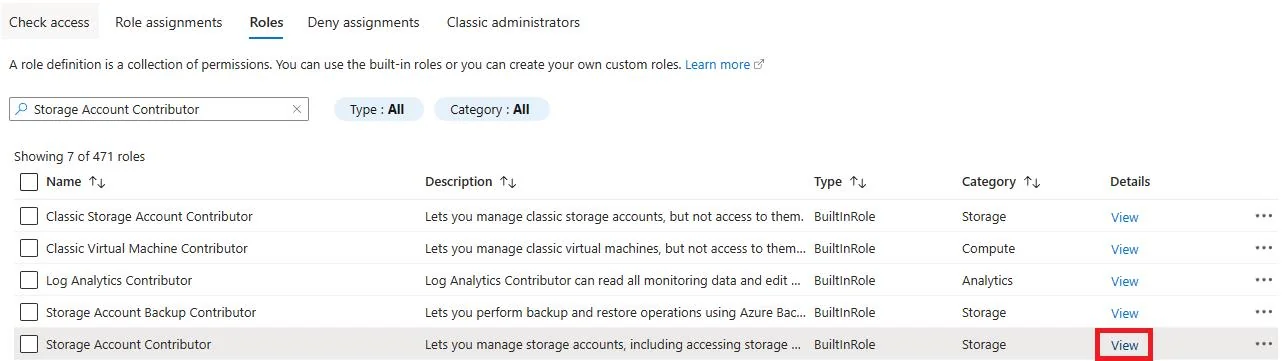 Check access Role assignments Roles Deny assignments Classic administrators
A role definition is a collection of permissions. You can use the built-in roles or you can create your own custom roles. Learn more
Storage Account Contributor Type : All Category : All
Showing 7 of 471 roles
Name Description Type Category Details
Classic Storage Account Contributor Lets you manage classic storage accounts, but not access to them. BuiltInRole Storage View
Classic Virtual Machine Contributor Lets you manage classic virtual machines, but not access to them... BuiltInRole Compute View
Log Analytics Contributor Log Analytics Contributor can read all monitoring data and edit ... BuiltInRole Analytics View
Storage Account Backup Contributor Lets you perform backup and restore operations using Azure Bac... BuiltInRole Storage View
Storage Account Contributor Lets you manage storage accounts, including accessing storage ... BuiltInRole Storage View